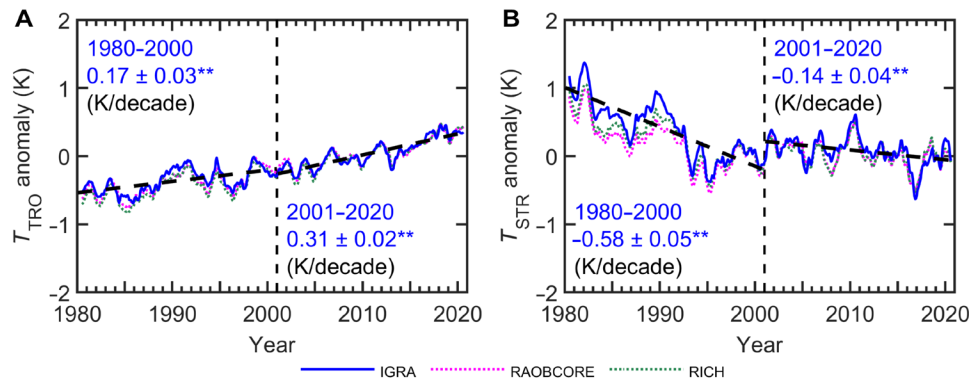 A
2
1
0
−1
−2
T_TRO anomaly (K)
1980–2000
0.17 ± 0.03**
(K/decade)
2001–2020
0.31 ± 0.02**
(K/decade)
1980 1990 2000 2010 2020
Year
B
2
1
0
−1
−2
T_STR anomaly (K)
2001–2020
−0.14 ± 0.04**
(K/decade)
1980–2000
−0.58 ± 0.05**
(K/decade)
1980 1990 2000 2010 2020
Year
IGRA RAOBCORE RICH